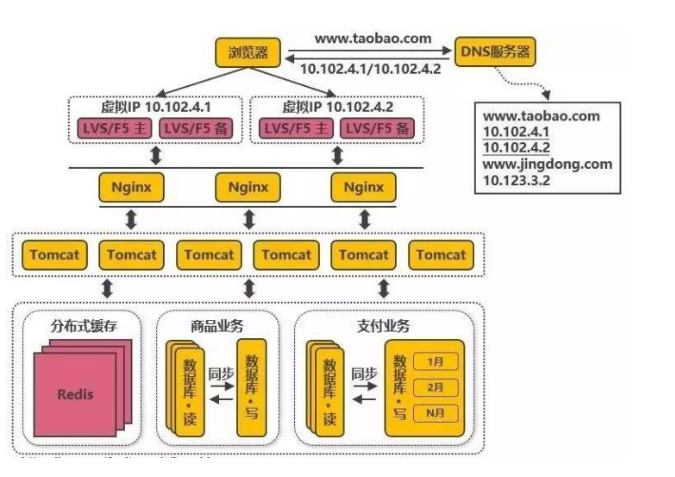 www.taobao.com
浏览器
DNS服务器
10.102.4.1/10.102.4.2
虚拟IP 10.102.4.1
虚拟IP 10.102.4.2
LVS/F5 主
LVS/F5 备
LVS/F5 主
LVS/F5 备
www.taobao.com
10.102.4.1
10.102.4.2
www.jingdong.com
10.123.3.2
Nginx
Nginx
Nginx
Tomcat
Tomcat
Tomcat
Tomcat
Tomcat
Tomcat
分布式缓存
商品业务
支付业务
Redis
数据库·读
同步
数据库·写
数据库·读
同步
数据库·写
1月
2月
N月